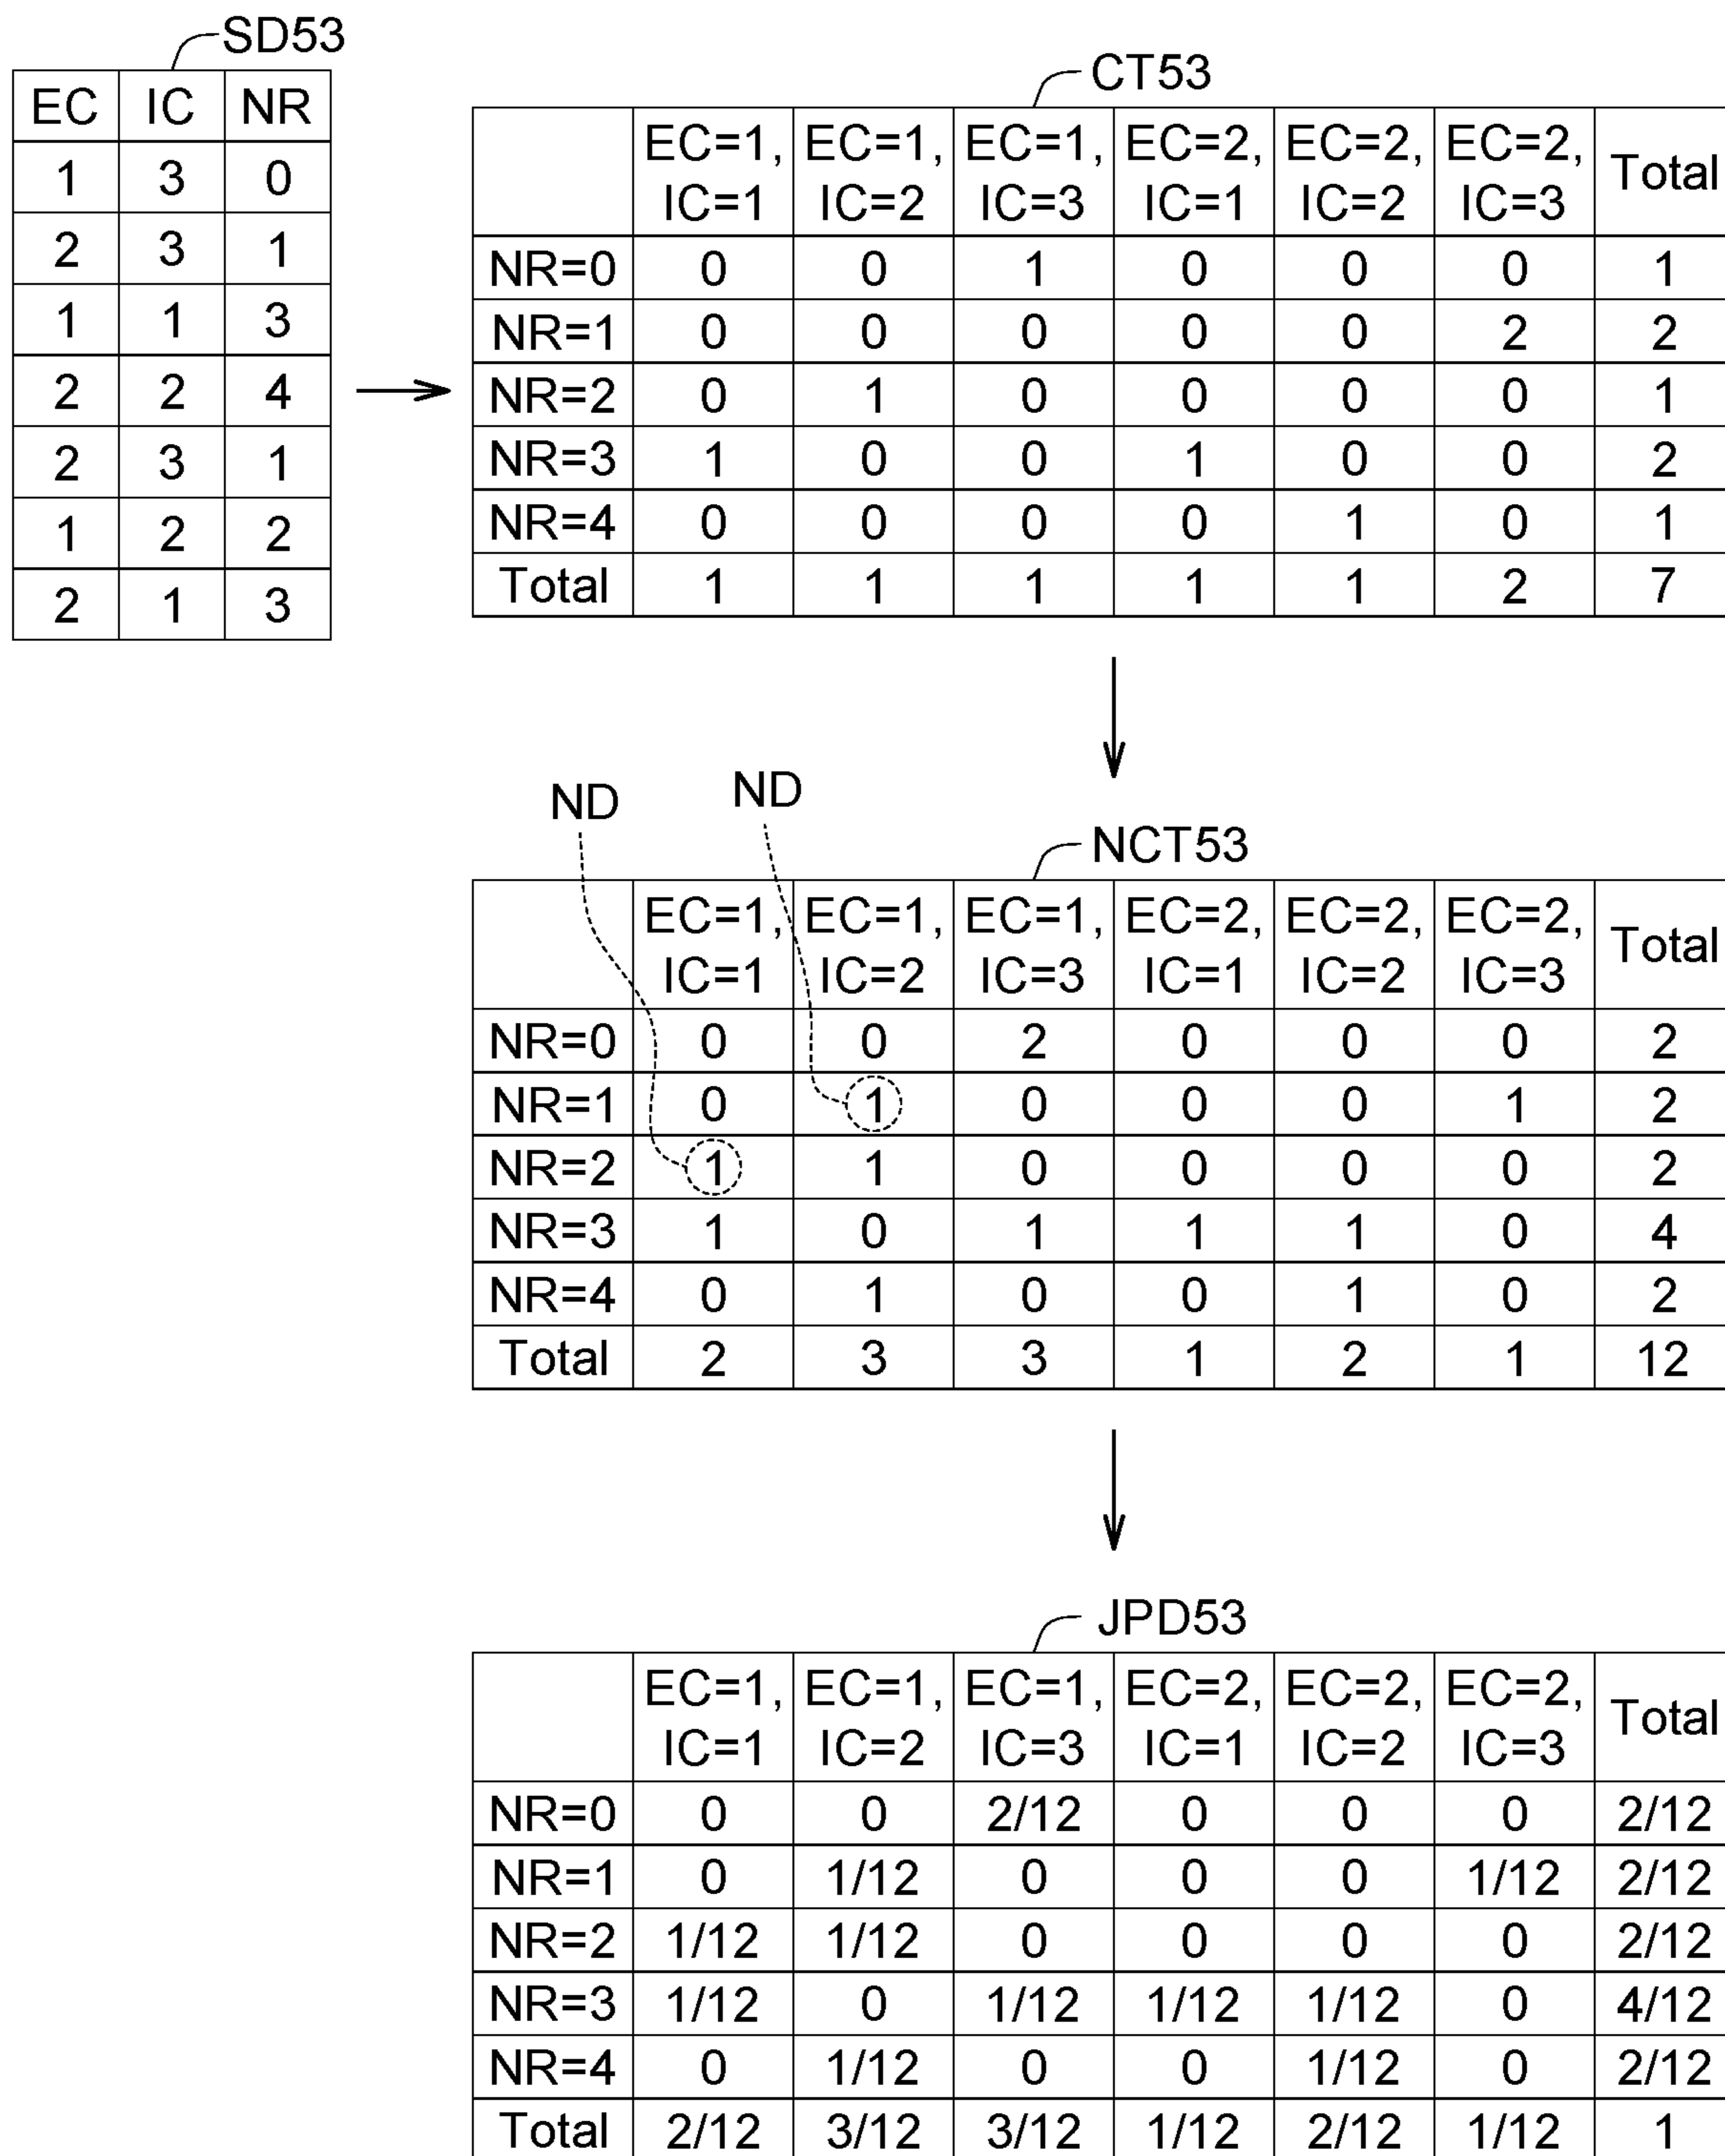 SD53
EC IC NR
1 3 0
2 3 1
1 1 3
2 2 4
2 3 1
1 2 2
2 1 3
CT53
EC=1, IC=1 EC=1, IC=2 EC=1, IC=3 EC=2, IC=1 EC=2, IC=2 EC=2, IC=3 Total
NR=0 0 0 1 0 0 0 1
NR=1 0 0 0 0 0 2 2
NR=2 0 1 0 0 0 0 1
NR=3 1 0 0 1 0 0 2
NR=4 0 0 0 0 1 0 1
Total 1 1 1 1 1 2 7
ND ND
NCT53
EC=1, IC=1 EC=1, IC=2 EC=1, IC=3 EC=2, IC=1 EC=2, IC=2 EC=2, IC=3 Total
NR=0 0 0 2 0 0 0 2
NR=1 0 1 0 0 0 1 2
NR=2 1 1 0 0 0 0 2
NR=3 1 0 1 1 1 0 4
NR=4 0 1 0 0 1 0 2
Total 2 3 3 1 2 1 12
JPD53
EC=1, IC=1 EC=1, IC=2 EC=1, IC=3 EC=2, IC=1 EC=2, IC=2 EC=2, IC=3 Total
NR=0 0 0 2/12 0 0 0 2/12
NR=1 0 1/12 0 0 0 1/12 2/12
NR=2 1/12 1/12 0 0 0 0 2/12
NR=3 1/12 0 1/12 1/12 1/12 0 4/12
NR=4 0 1/12 0 0 1/12 0 2/12
Total 2/12 3/12 3/12 1/12 2/12 1/12 1